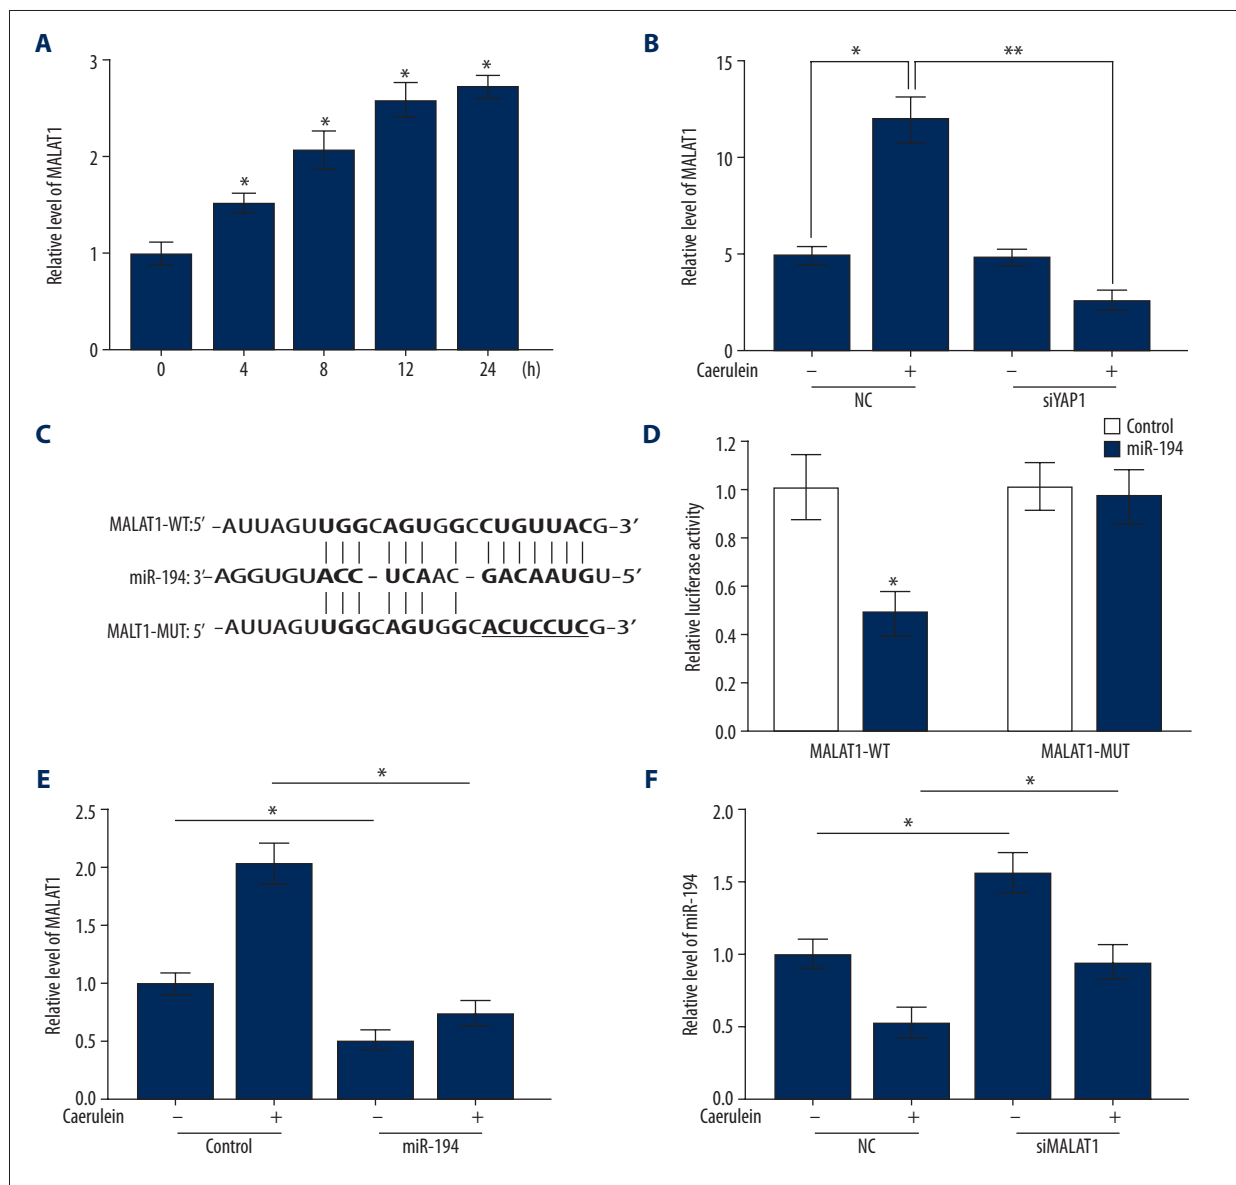 A
Relative level of MALAT1
3
2
1
0
* * * *
0 4 8 12 24 (h)
B
Relative level of MALAT1
15
10
5
0
* **
Caerulein – + – +
NC siYAP1
C
MALAT1-WT:5′ –AUUAGUUGGCAGUGGCCUGUUACG–3′
miR-194: 3′–AGGUGUACC – UCAAC – GACAAUGU–5′
MALT1-MUT: 5′ –AUUAGUUGGCAGUGGCACUCCUCG–3′
D
Control
miR-194
Relative luciferase activity
1.2
1.0
0.8
0.6
0.4
0.2
0.0
*
MALAT1-WT MALAT1-MUT
E
Relative level of MALAT1
2.5
2.0
1.5
1.0
0.5
0.0
* *
Caerulein – + – +
Control miR-194
F
Relative level of miR-194
2.0
1.5
1.0
0.5
0.0
* *
Caerulein – + – +
NC siMALAT1